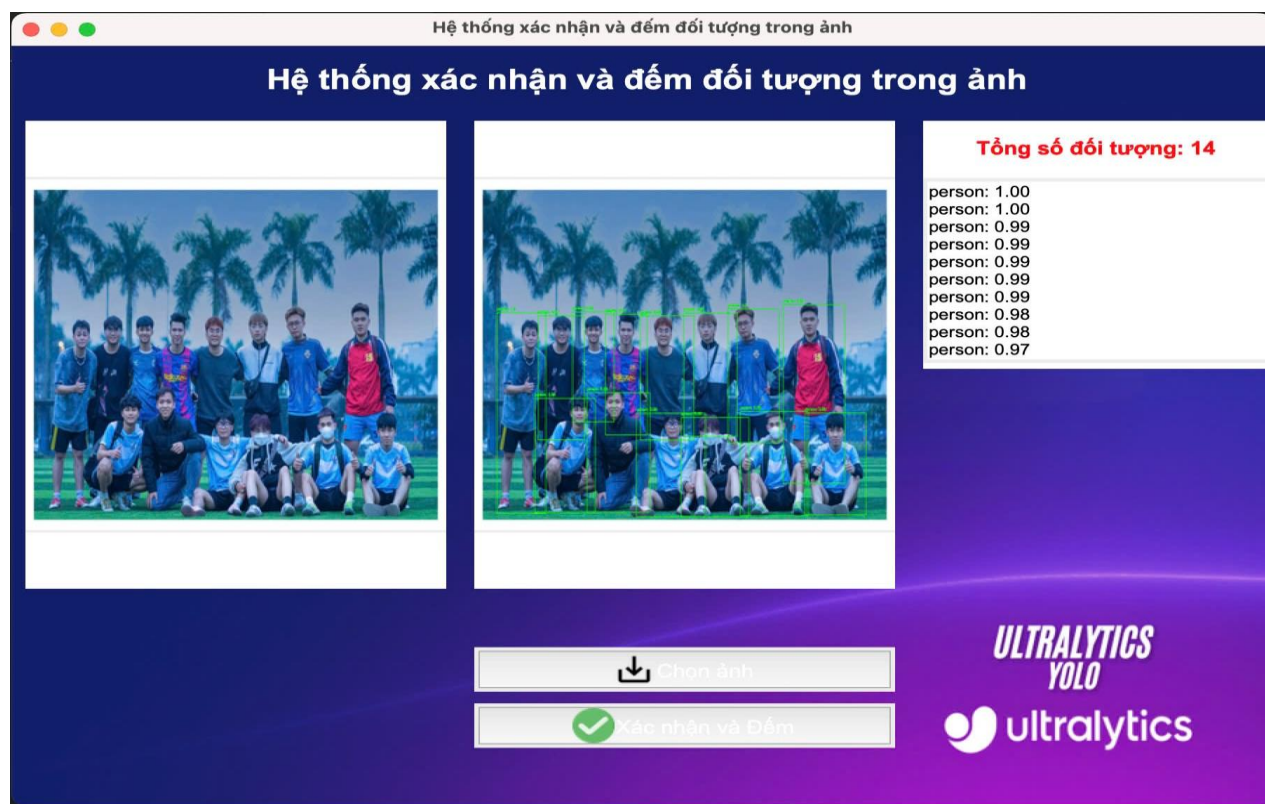 Hệ thống xác nhận và đếm đối tượng trong ảnh
Hệ thống xác nhận và đếm đối tượng trong ảnh
Tổng số đối tượng: 14
person: 1.00
person: 1.00
person: 0.99
person: 0.99
person: 0.99
person: 0.99
person: 0.99
person: 0.98
person: 0.98
person: 0.97
Chọn ảnh
Xác nhận và Đếm
ULTRALYTICS
YOLO
ultralytics